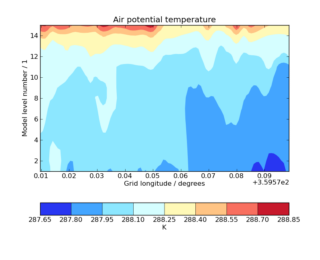 Air potential temperature
14
12
10
8
6
4
2
Model level number / 1
0.01 0.02 0.03 0.04 0.05 0.06 0.07 0.08 0.09
Grid longitude / degrees
+3.5957e2
287.65 287.80 287.95 288.10 288.25 288.40 288.55 288.70 288.85
K